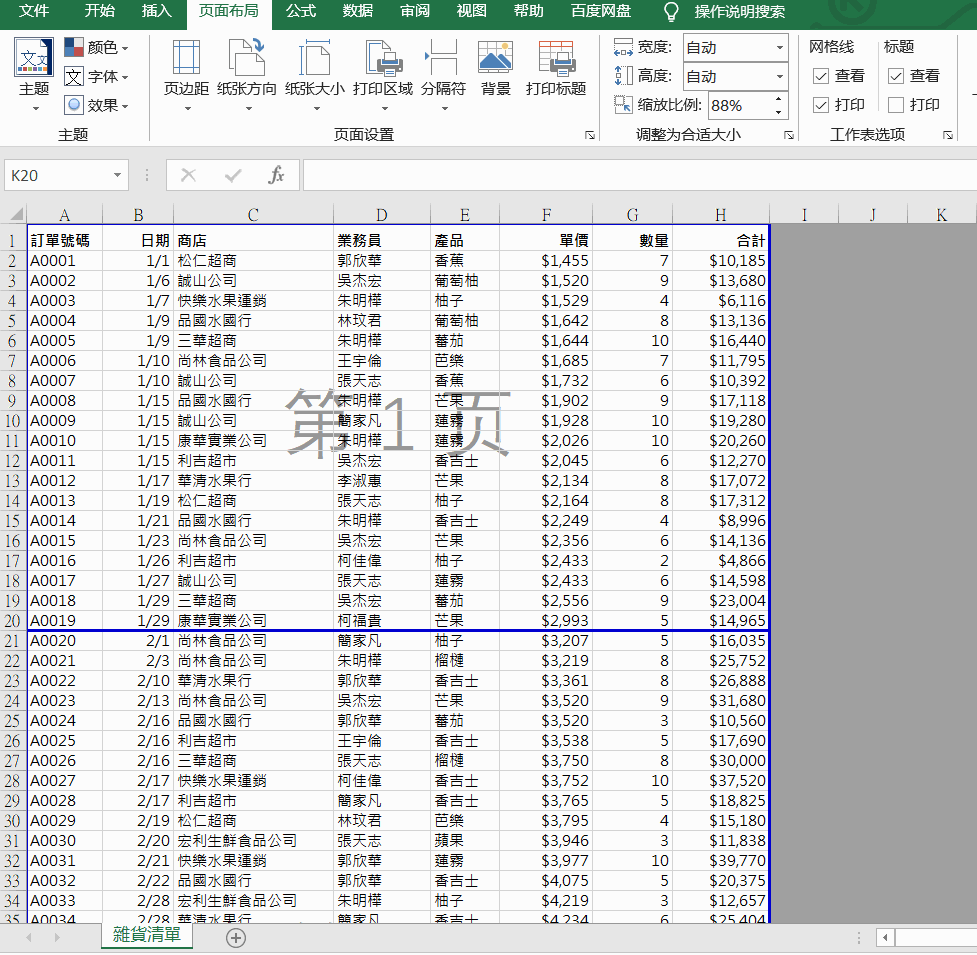 文件 开始 插入 页面布局 公式 数据 审阅 视图 帮助 百度网盘 操作说明搜索
主题 颜色 字体 效果 页边距 纸张方向 纸张大小 打印区域 分隔符 背景 打印标题 宽度: 自动 高度: 自动 缩放比例: 88% 网格线 查看 打印 标题 查看 打印
主题 页面设置 调整为合适大小 工作表选项
K20 fx
A B C D E F G H I J K
1 訂單號碼 日期 商店 業務員 產品 單價 數量 合計
2 A0001 1/1 松仁超商 郭欣華 香蕉 $1,455 7 $10,185
3 A0002 1/6 誠山公司 吳杰宏 葡萄柚 $1,520 9 $13,680
4 A0003 1/7 快樂水果運銷 朱明樺 柚子 $1,529 4 $6,116
5 A0004 1/9 品國水國行 林玟君 葡萄柚 $1,642 8 $13,136
6 A0005 1/9 三華超商 朱明樺 蕃茄 $1,644 10 $16,440
7 A0006 1/10 尚林食品公司 王宇倫 芭樂 $1,685 7 $11,795
8 A0007 1/10 誠山公司 張天志 香蕉 $1,732 6 $10,392
9 A0008 1/15 品國水國行 朱明樺 芒果 $1,902 9 $17,118
10 A0009 1/15 誠山公司 簡家凡 蓮霧 $1,928 10 $19,280
11 A0010 1/15 康華實業公司 朱明樺 蓮霧 $2,026 10 $20,260
第 1 页
12 A0011 1/15 利吉超市 吳杰宏 香吉士 $2,045 6 $12,270
13 A0012 1/17 華清水果行 李淑惠 芒果 $2,134 8 $17,072
14 A0013 1/19 松仁超商 張天志 柚子 $2,164 8 $17,312
15 A0014 1/21 品國水國行 朱明樺 香吉士 $2,249 4 $8,996
16 A0015 1/23 尚林食品公司 吳杰宏 芒果 $2,356 6 $14,136
17 A0016 1/26 利吉超市 柯佳偉 柚子 $2,433 2 $4,866
18 A0017 1/27 誠山公司 張天志 蓮霧 $2,433 6 $14,598
19 A0018 1/29 三華超商 吳杰宏 蕃茄 $2,556 9 $23,004
20 A0019 1/29 康華實業公司 柯福貴 芒果 $2,993 5 $14,965
21 A0020 2/1 尚林食品公司 簡家凡 柚子 $3,207 5 $16,035
22 A0021 2/3 尚林食品公司 朱明樺 榴槤 $3,219 8 $25,752
23 A0022 2/10 華清水果行 郭欣華 香吉士 $3,361 8 $26,888
24 A0023 2/13 尚林食品公司 吳杰宏 芒果 $3,520 9 $31,680
25 A0024 2/16 品國水國行 郭欣華 蕃茄 $3,520 3 $10,560
26 A0025 2/16 利吉超市 王宇倫 香吉士 $3,538 5 $17,690
27 A0026 2/16 三華超商 張天志 榴槤 $3,750 8 $30,000
28 A0027 2/17 快樂水果運銷 柯佳偉 香吉士 $3,752 10 $37,520
29 A0028 2/17 利吉超市 簡家凡 香吉士 $3,765 5 $18,825
30 A0029 2/19 松仁超商 林玟君 芭樂 $3,795 4 $15,180
31 A0030 2/20 宏利生鮮食品公司 張天志 蘋果 $3,946 3 $11,838
32 A0031 2/21 快樂水果運銷 郭欣華 蓮霧 $3,977 10 $39,770
33 A0032 2/22 品國水國行 郭欣華 香吉士 $4,075 5 $20,375
34 A0033 2/28 宏利生鮮食品公司 朱明樺 柚子 $4,219 3 $12,657
35 A0034 2/28 華清水果行 簡家凡 香吉士 $4,234 6 $25,404
雜貨清單